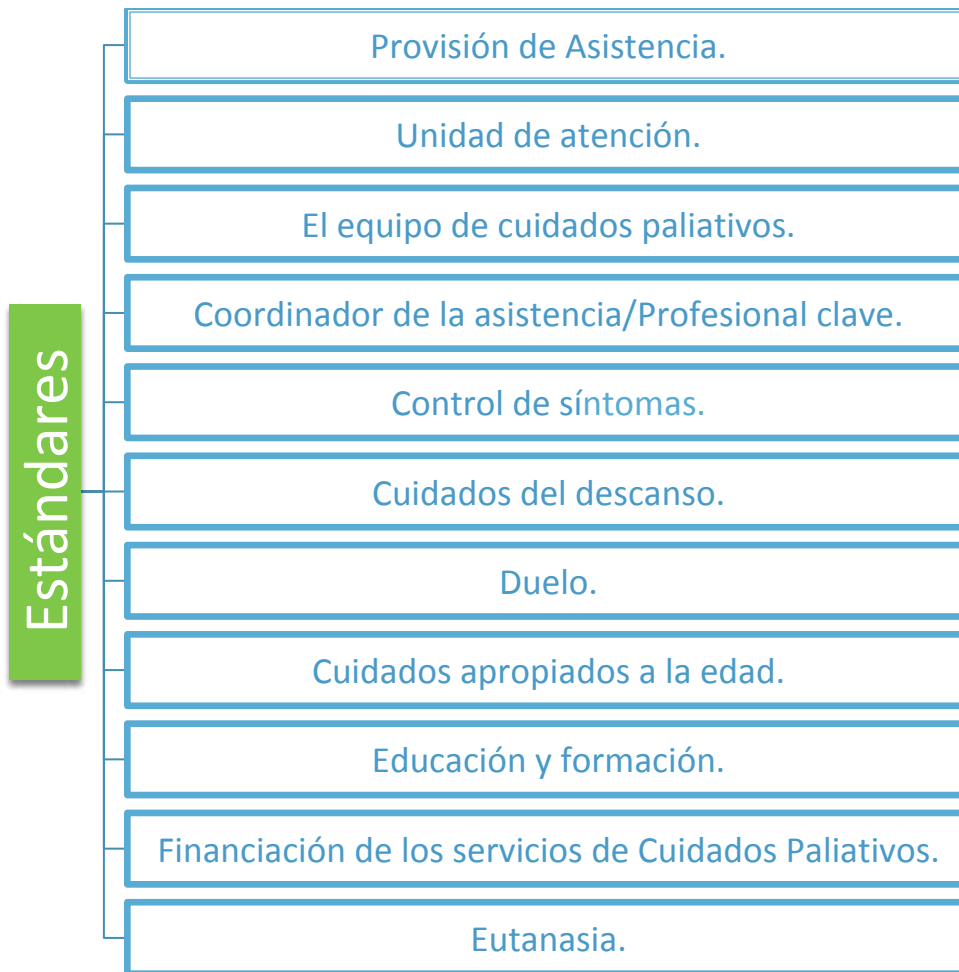 Estándares
Provisión de Asistencia.
Unidad de atención.
El equipo de cuidados paliativos.
Coordinador de la asistencia/Profesional clave.
Control de síntomas.
Cuidados del descanso.
Duelo.
Cuidados apropiados a la edad.
Educación y formación.
Financiación de los servicios de Cuidados Paliativos.
Eutanasia.